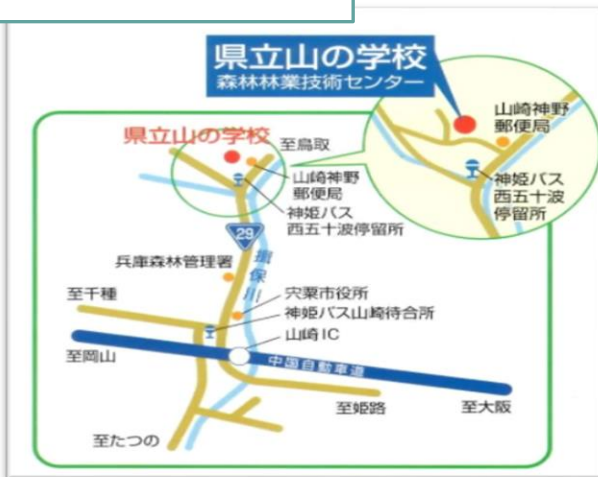 県立山の学校
森林林業技術センター
山崎神野
郵便局
神姫バス
西五十波
停留所
県立山の学校
至鳥取
山崎神野
郵便局
神姫バス
西五十波停留所
29
揖保川
兵庫森林管理署
至千種
宍粟市役所
神姫バス山崎待合所
山崎IC
至岡山
中国自動車道
至姫路
至大阪
至たつの